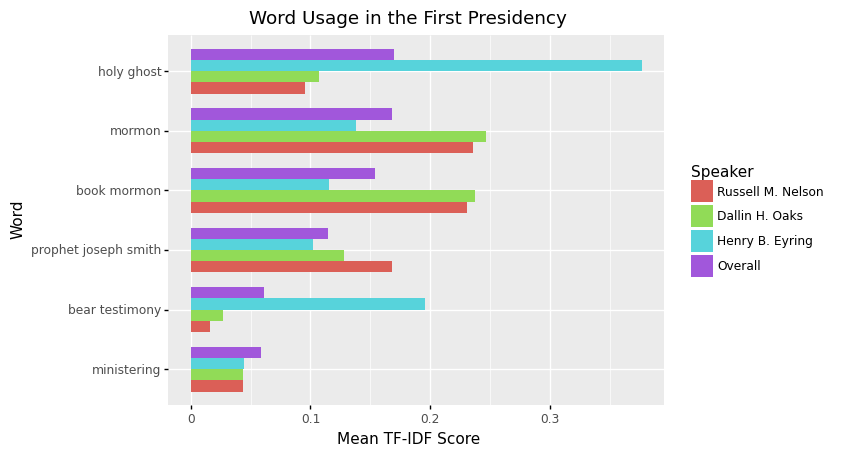 Word Usage in the First Presidency
holy ghost
mormon
book mormon
prophet joseph smith
bear testimony
ministering
Word
0
0.1
0.2
0.3
Mean TF-IDF Score
Speaker
Russell M. Nelson
Dallin H. Oaks
Henry B. Eyring
Overall